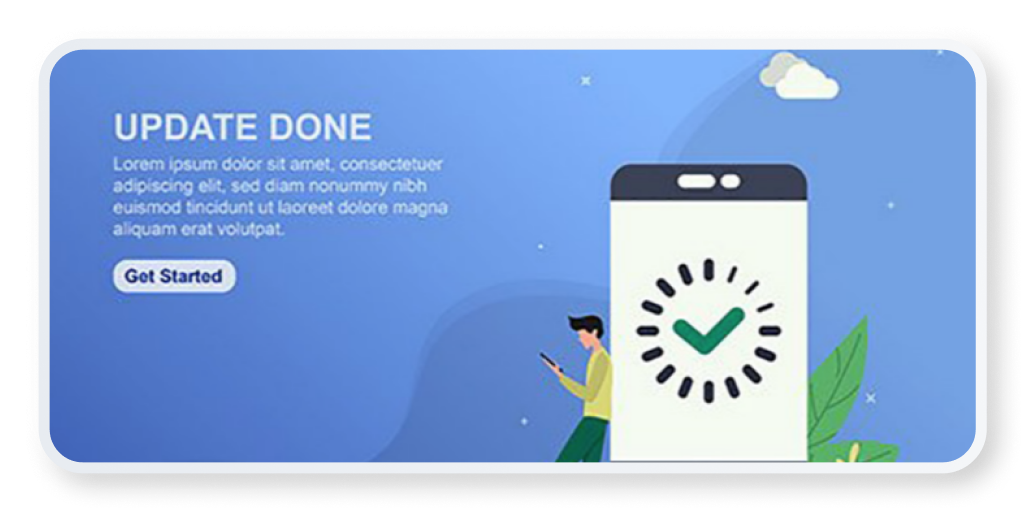 UPDATE DONE
Lorem ipsum dolor sit amet, consectetuer
adipiscing elit, sed diam nonummy nibh
euismod tincidunt ut laoreet dolore magna
aliquam erat volutpat.
Get Started